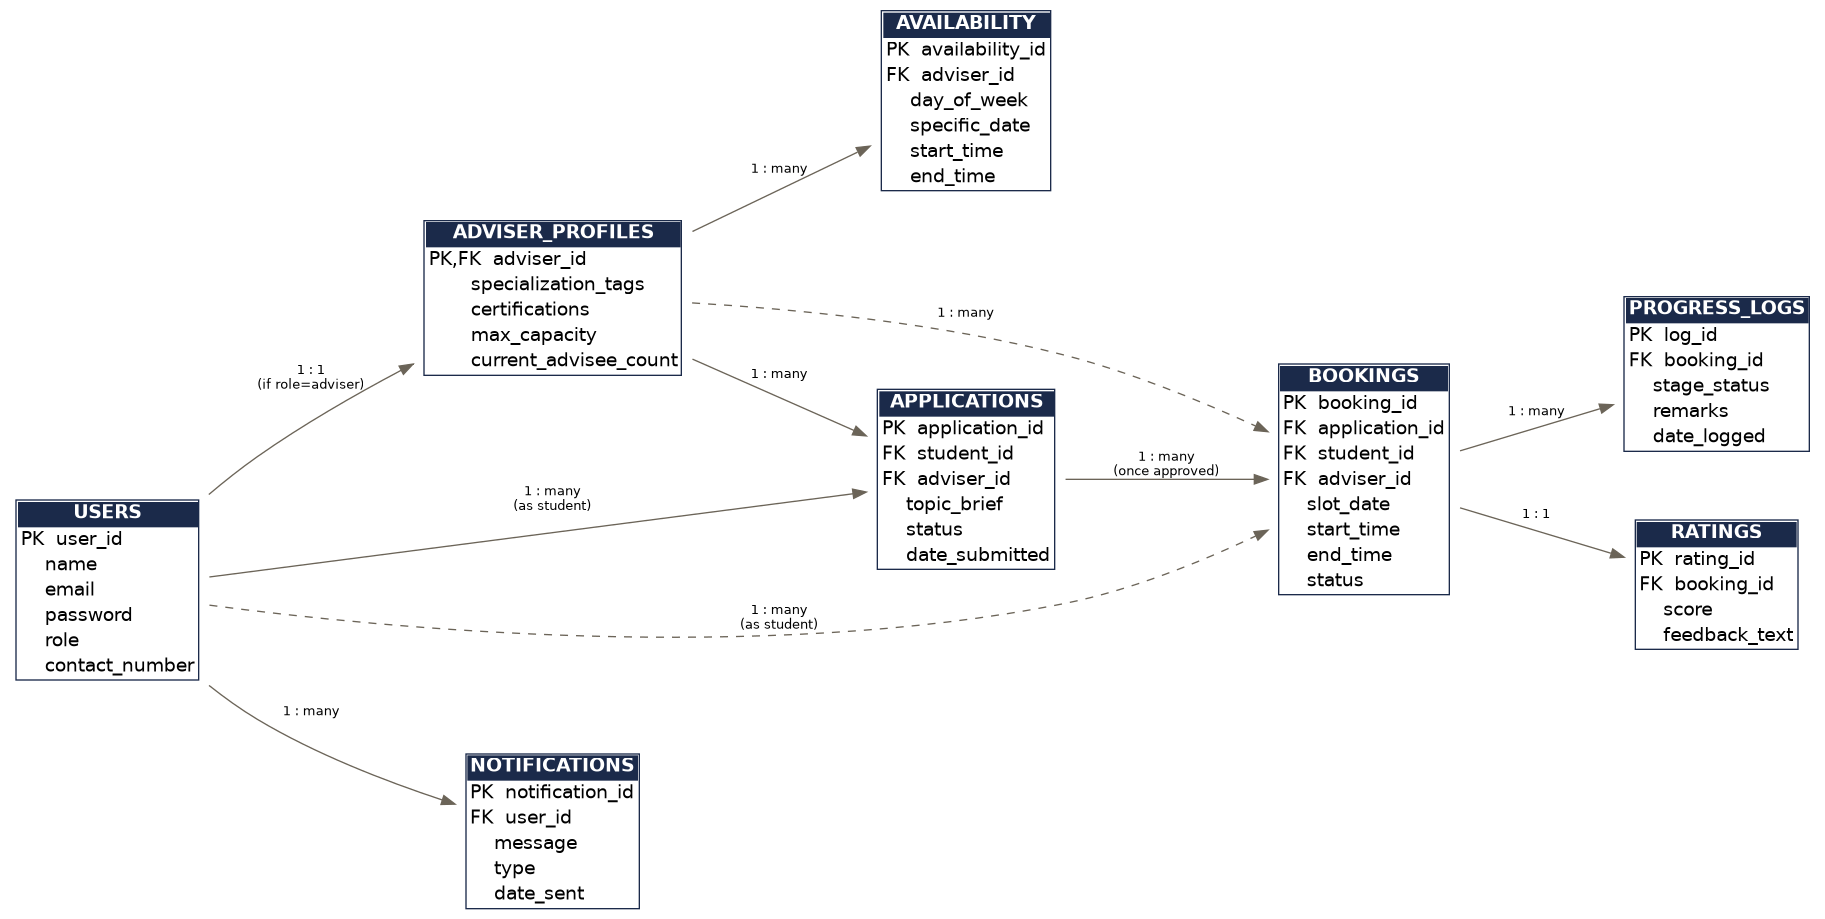 AVAILABILITY
PK availability_id
FK adviser_id
day_of_week
specific_date
start_time
end_time
1 : many
ADVISER_PROFILES
PK,FK adviser_id
specialization_tags
certifications
max_capacity
current_advisee_count
1 : many
1 : many
1 : 1
(if role=adviser)
APPLICATIONS
PK application_id
FK student_id
FK adviser_id
topic_brief
status
date_submitted
BOOKINGS
PK booking_id
FK application_id
FK student_id
FK adviser_id
slot_date
start_time
end_time
status
PROGRESS_LOGS
PK log_id
FK booking_id
stage_status
remarks
date_logged
1 : many
1 : many
(once approved)
1 : many
(as student)
1 : 1
USERS
PK user_id
name
email
password
role
contact_number
RATINGS
PK rating_id
FK booking_id
score
feedback_text
1 : many
(as student)
1 : many
NOTIFICATIONS
PK notification_id
FK user_id
message
type
date_sent